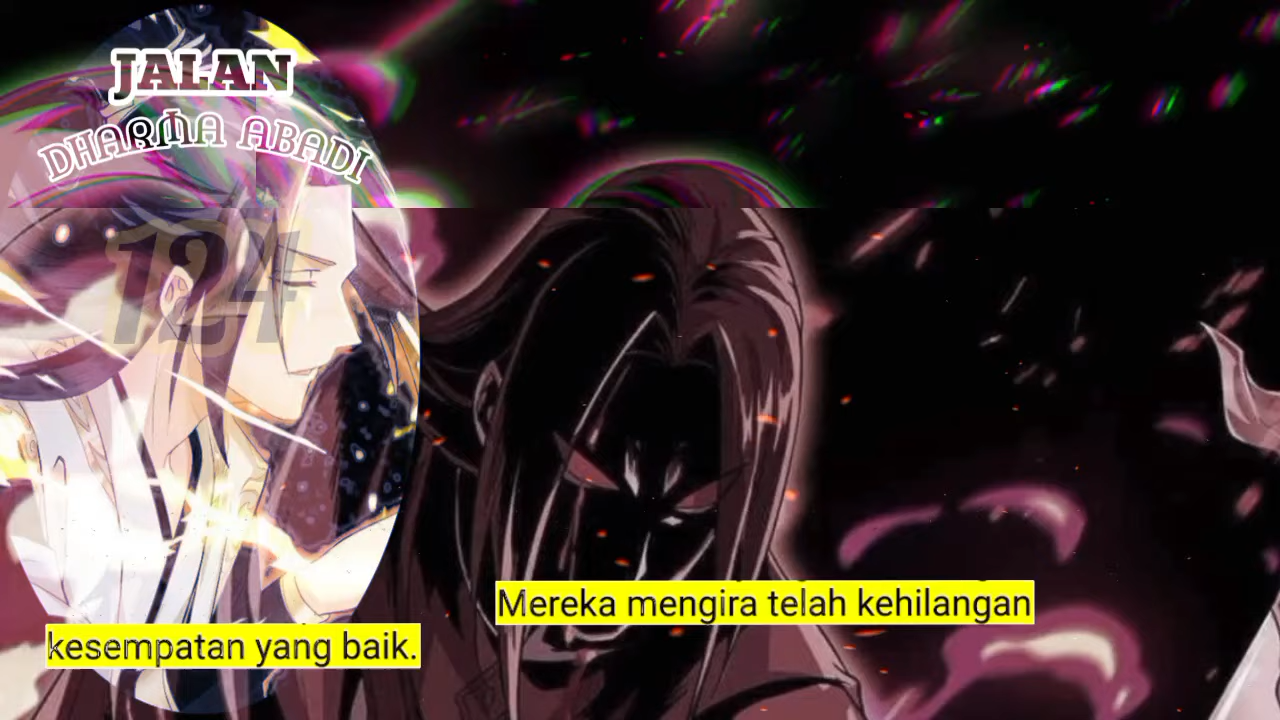 JALAN
DHARMA ABADI
124
Mereka mengira telah kehilangan
kesempatan yang baik.